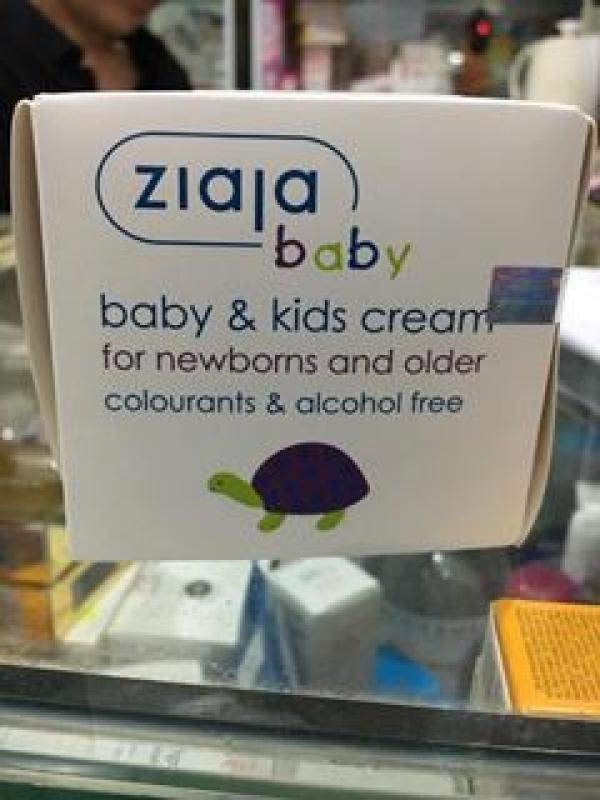 ziaja
baby
baby & kids cream
for newborns and older
colourants & alcohol free